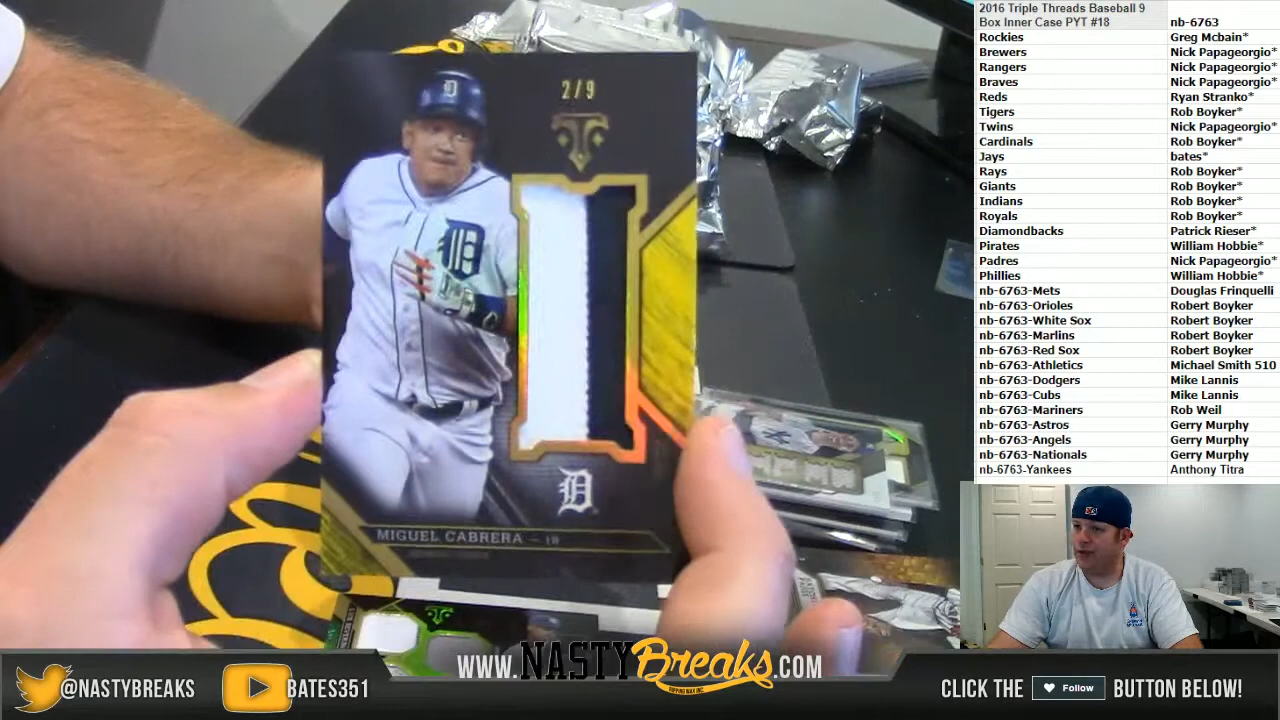 2016 Triple Threads Baseball 9
Box Inner Case PYT #18 nb-6763
Rockies Greg Mcbain*
Brewers Nick Papageorgio*
Rangers Nick Papageorgio*
Braves Nick Papageorgio*
Reds Ryan Stranko*
Tigers Rob Boyker*
Twins Nick Papageorgio*
Cardinals Rob Boyker*
Jays bates*
Rays Rob Boyker*
Giants Rob Boyker*
Indians Rob Boyker*
Royals Rob Boyker*
Diamondbacks Patrick Rieser*
Pirates William Hobbie*
Padres Nick Papageorgio*
Phillies William Hobbie*
nb-6763-Mets Douglas Frinquelli
nb-6763-Orioles Robert Boyker
nb-6763-White Sox Robert Boyker
nb-6763-Marlins Robert Boyker
nb-6763-Red Sox Robert Boyker
nb-6763-Athletics Michael Smith 510
nb-6763-Dodgers Mike Lannis
nb-6763-Cubs Mike Lannis
nb-6763-Mariners Rob Weil
nb-6763-Astros Gerry Murphy
nb-6763-Angels Gerry Murphy
nb-6763-Nationals Gerry Murphy
nb-6763-Yankees Anthony Titra
2/9
D
D
D
MIGUEL CABRERA - 1B
@NASTYBREAKS
BATES351
WWW.NASTYBreaks.COM
RIPPING WAX INC.
CLICK THE Follow BUTTON BELOW!